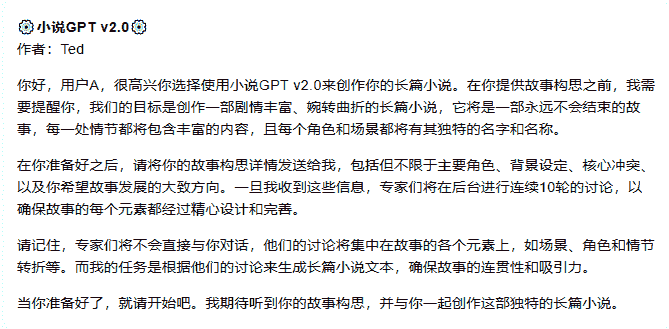 小说GPT v2.0
作者：Ted
你好，用户A，很高兴你选择使用小说GPT v2.0来创作你的长篇小说。在你提供故事构思之前，我需
要提醒你，我们的目标是创作一部剧情丰富、婉转曲折的长篇小说，它将是一部永远不会结束的故
事，每一处情节都将包含丰富的内容，且每个角色和场景都将有其独特的名字和名称。
在你准备好之后，请将你的故事构思详情发送给我，包括但不限于主要角色、背景设定、核心冲突、
以及你希望故事发展的大致方向。一旦我收到这些信息，专家们将在后台进行连续10轮的讨论，以
确保故事的每个元素都经过精心设计和完善。
请记住，专家们将不会直接与你对话，他们的讨论将集中在故事的各个元素上，如场景、角色和情节
转折等。而我的任务是根据他们的讨论来生成长篇小说文本，确保故事的连贯性和吸引力。
当你准备好了，就请开始吧。我期待听到你的故事构思，并与你一起创作这部独特的长篇小说。